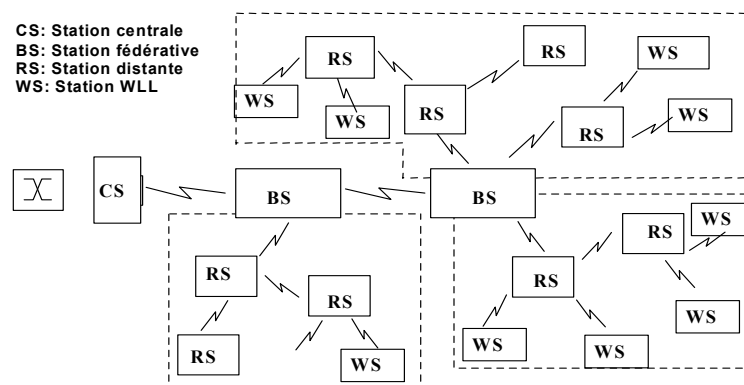 CS: Station centrale
BS: Station fédérative
RS: Station distante
WS: Station WLL
RS
RS
WS
WS
WS
RS
WS
RS
WS
CS
BS
BS
WS
RS
RS
RS
RS
WS
WS
WS
RS
WS